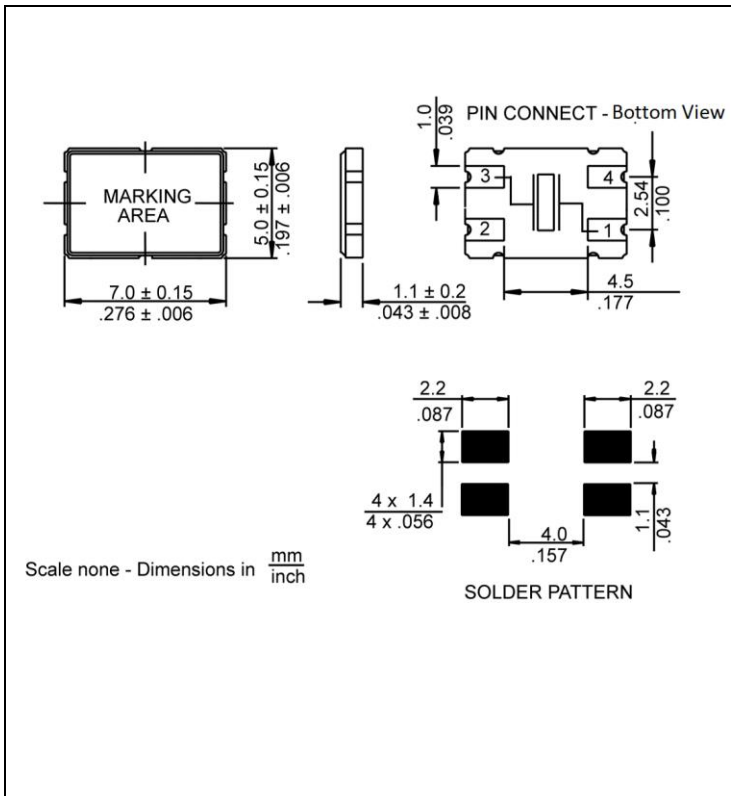 PIN CONNECT - Bottom View
1.0
.039
MARKING
AREA
5.0 ± 0.15
.197 ± .006
7.0 ± 0.15
.276 ± .006
1.1 ± 0.2
.043 ± .008
3
4
2
1
2.54
.100
4.5
.177
2.2
.087
2.2
.087
4 x 1.4
4 x .056
4.0
.157
1.1
.043
Scale none - Dimensions in mm
inch
SOLDER PATTERN